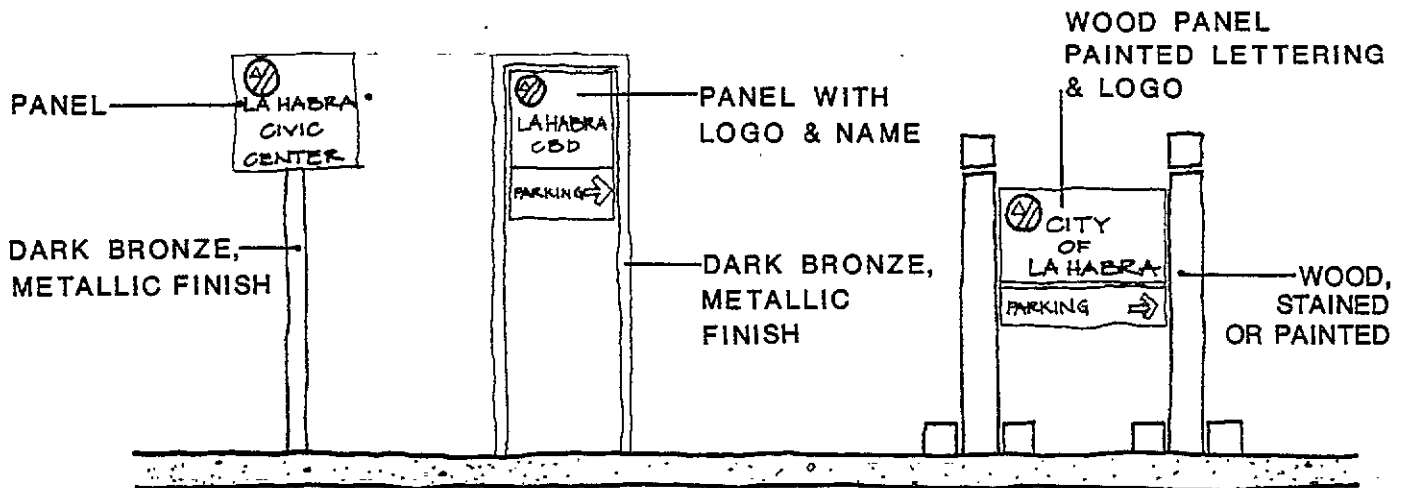 PANEL
LA HABRA
CIVIC
CENTER
DARK BRONZE,
METALLIC FINISH
LA HABRA
CBD
PARKING
PANEL WITH
LOGO & NAME
DARK BRONZE,
METALLIC
FINISH
WOOD PANEL
PAINTED LETTERING
& LOGO
CITY
OF
LA HABRA
PARKING
WOOD,
STAINED
OR PAINTED